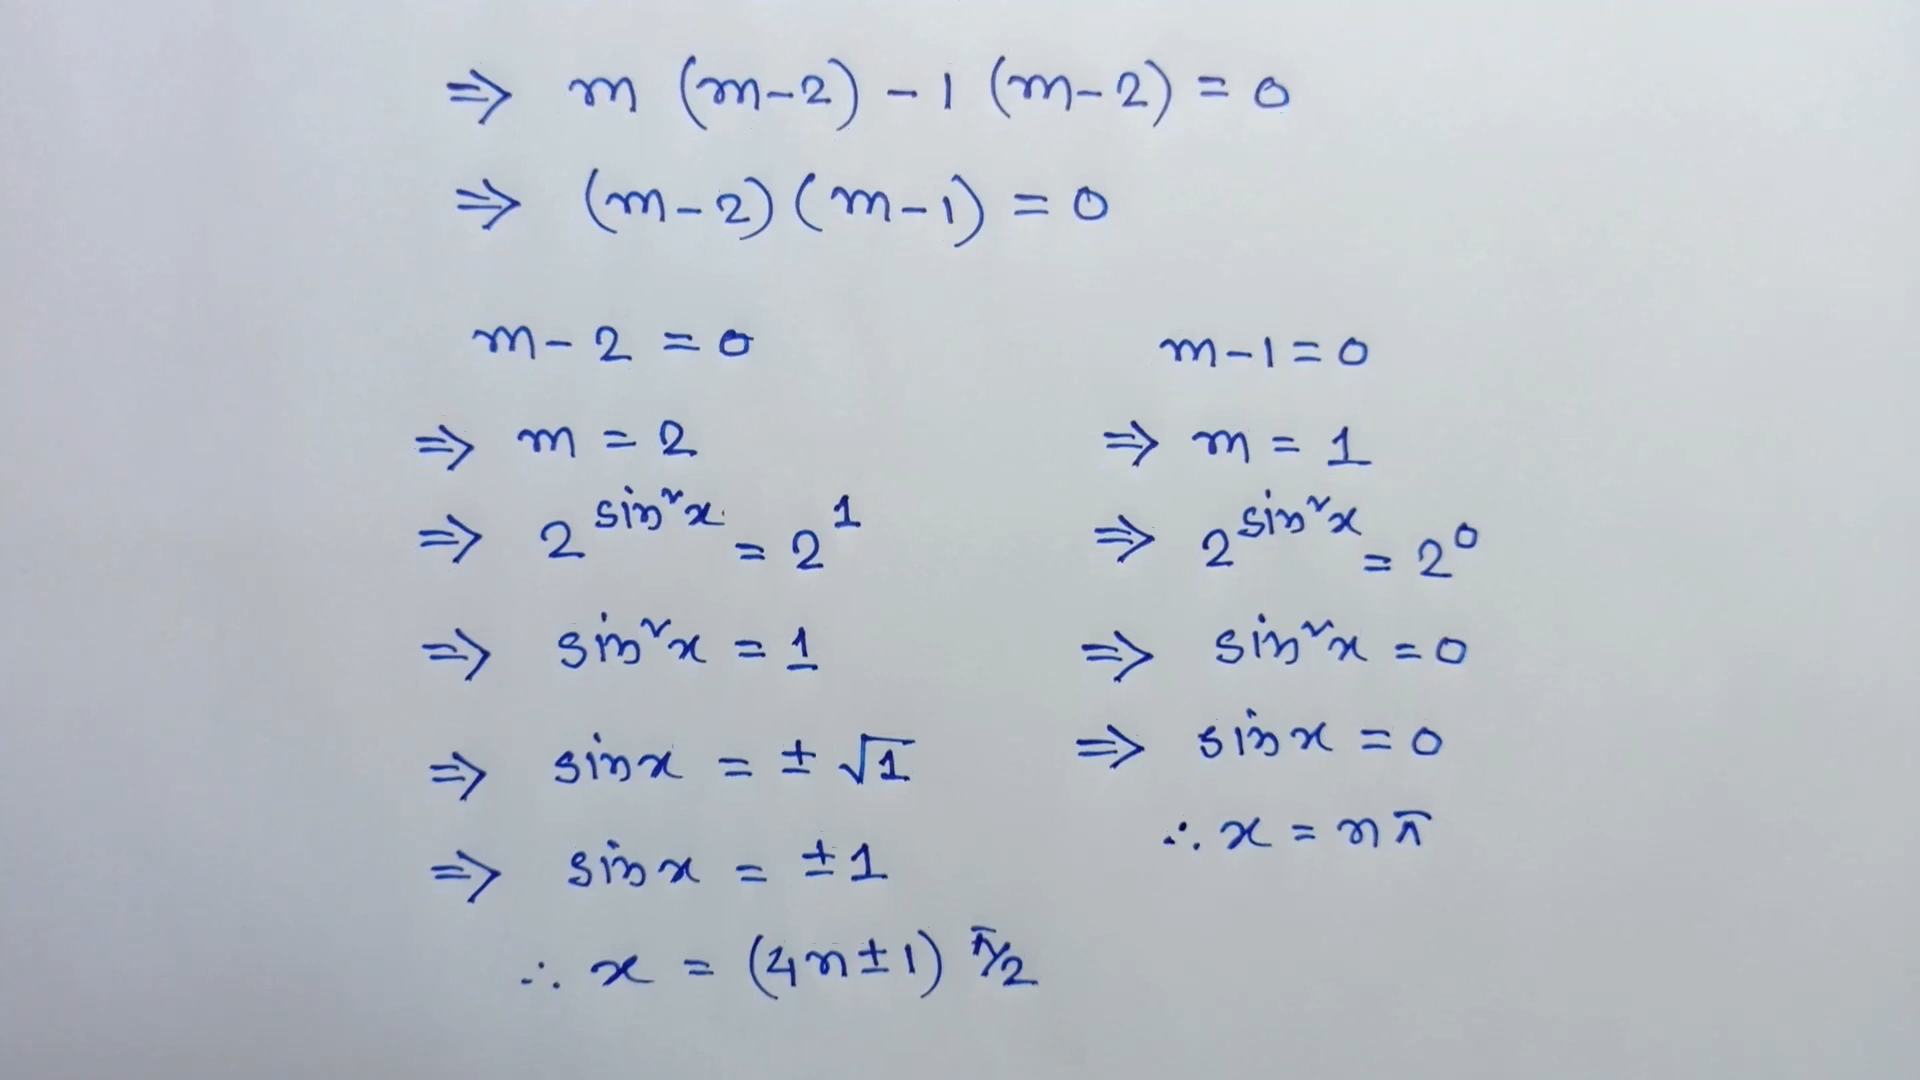 ⇒ m (m-2) - 1 (m-2) = 0
⇒ (m-2)(m-1) = 0
m - 2 = 0
⇒ m = 2
⇒ 2^sin²x = 2^1
⇒ sin²x = 1
⇒ sinx = ± √1
⇒ sinx = ±1
∴ x = (4n±1) π/2
m-1=0
⇒ m = 1
⇒ 2^sin²x = 2^0
⇒ sin²x = 0
⇒ sinx = 0
∴ x = nπ